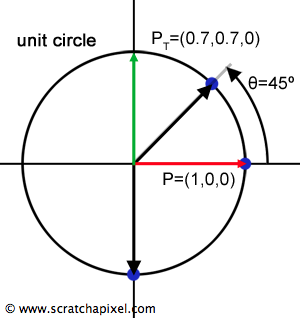 unit circle
P_T=(0.7,0.7,0)
θ=45º
P=(1,0,0)
© www.scratchapixel.com